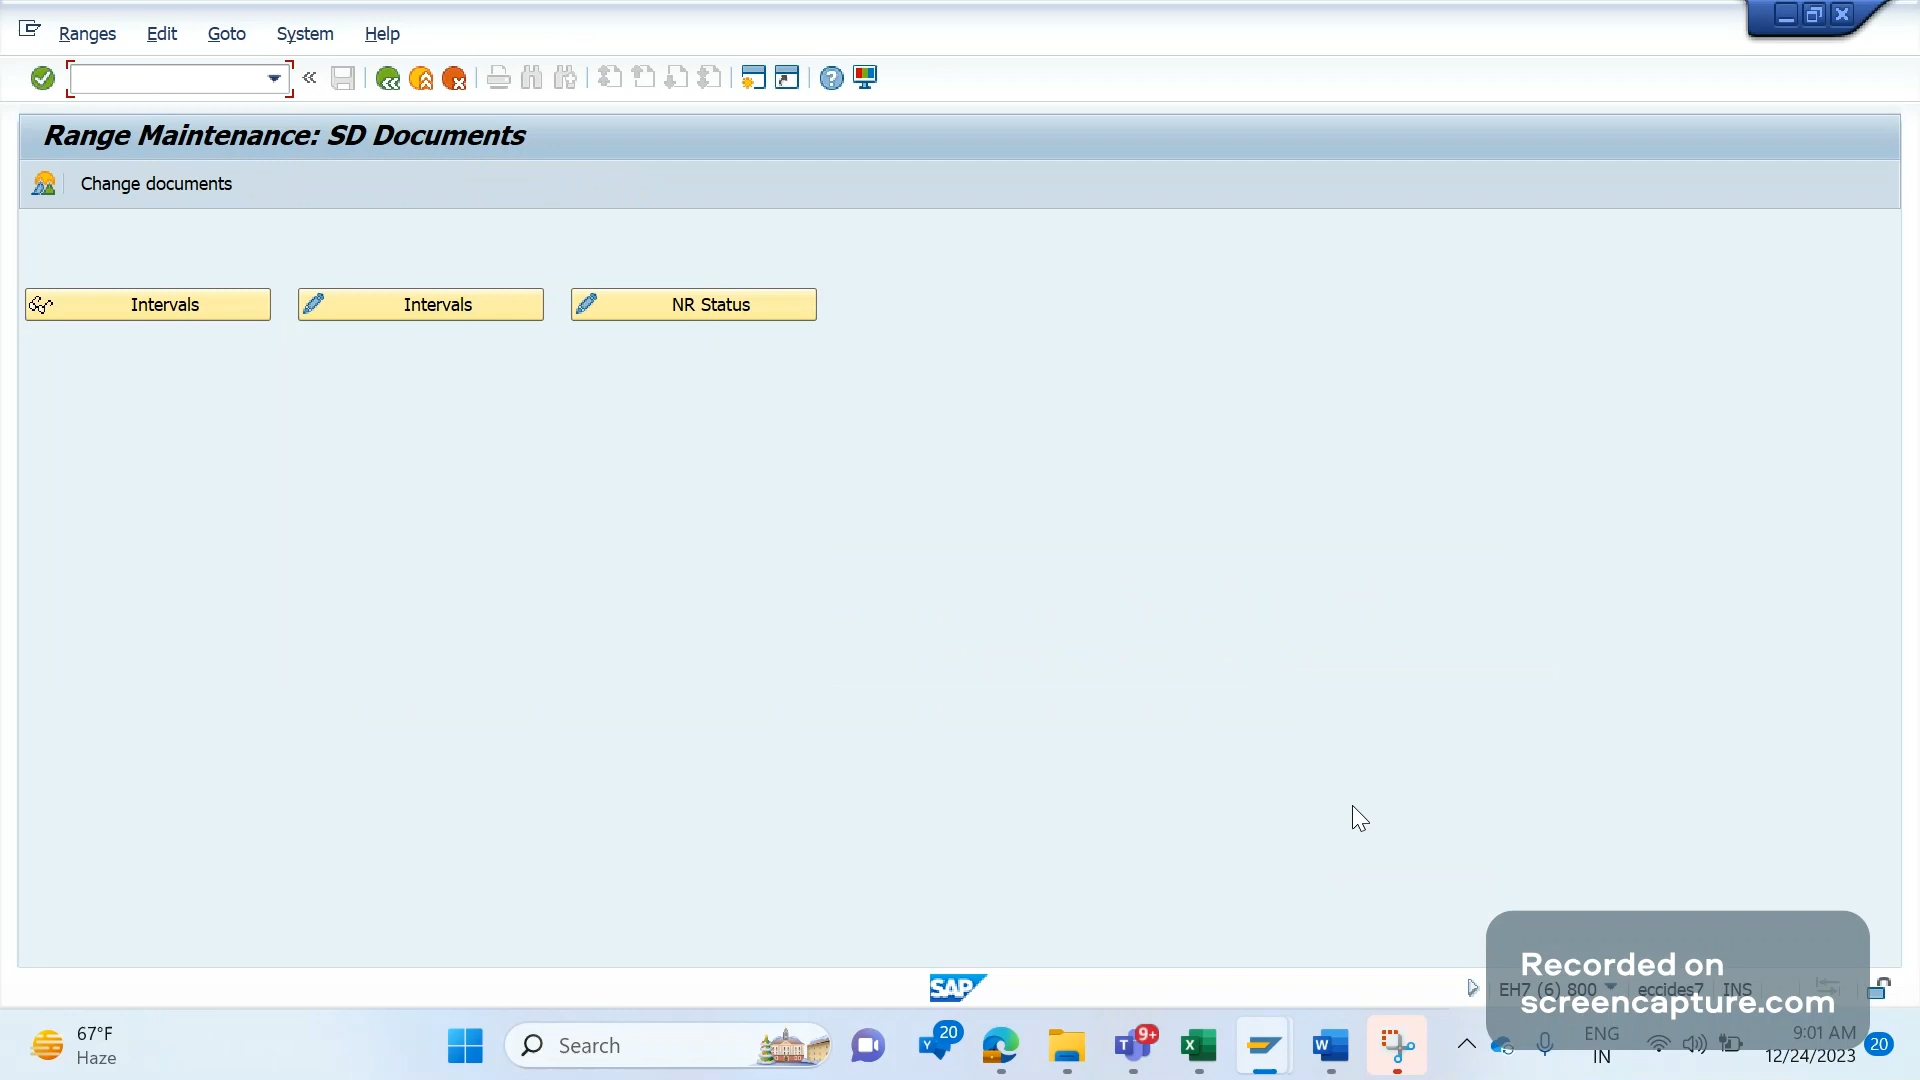 Ranges Edit Goto System Help
Range Maintenance: SD Documents
Change documents
Intervals Intervals NR Status
SAP
EH7 (6) 800 eccides7 INS
Recorded on
screencapture.com
67°F
Haze
Search
20
9+
ENG
IN
9:01 AM
12/24/2023
20